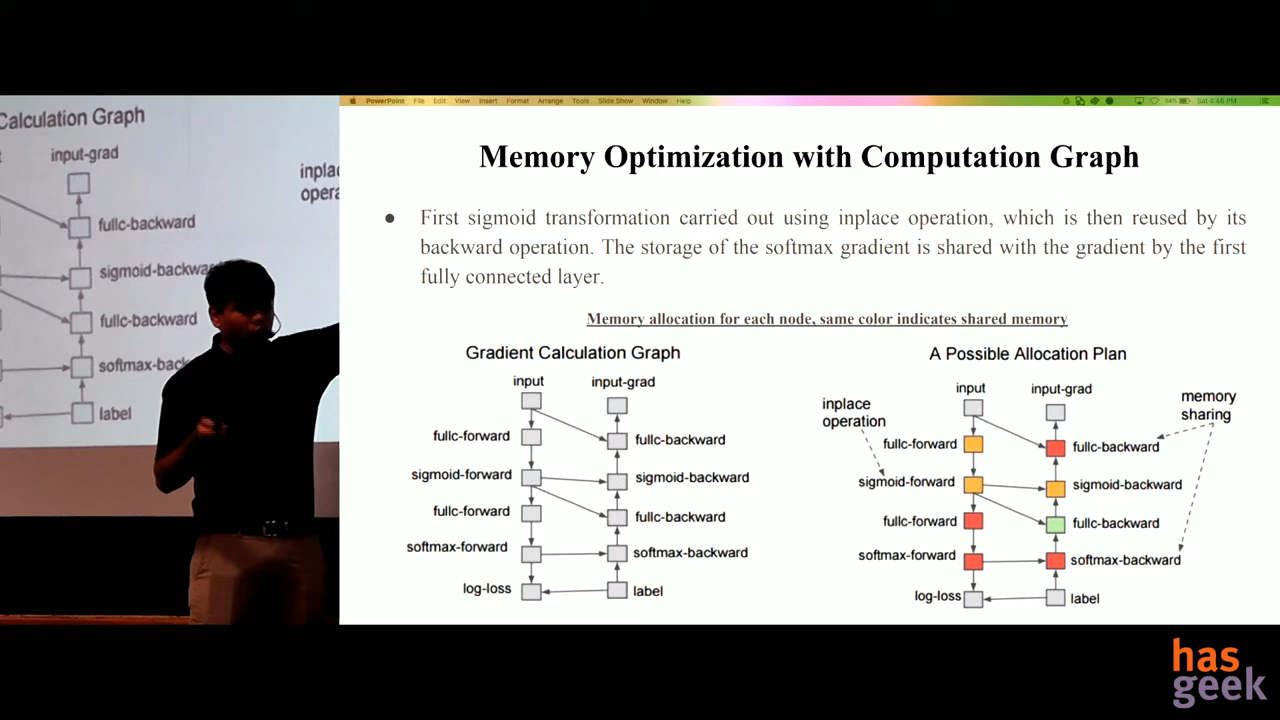 Calculation Graph
input-grad
inplac
opera
fullc-backward
sigmoid-backwar
fullc-backward
softmax-back
label
PowerPoint File Edit View Insert Format Arrange Tools Slide Show Window Help
84% Sat 4:46 PM
Memory Optimization with Computation Graph
● First sigmoid transformation carried out using inplace operation, which is then reused by its
backward operation. The storage of the softmax gradient is shared with the gradient by the first
fully connected layer.
Memory allocation for each node, same color indicates shared memory
Gradient Calculation Graph
input input-grad
fullc-forward fullc-backward
sigmoid-forward sigmoid-backward
fullc-forward fullc-backward
softmax-forward softmax-backward
log-loss label
A Possible Allocation Plan
input input-grad
inplace
operation
memory
sharing
fullc-forward fullc-backward
sigmoid-forward sigmoid-backward
fullc-forward fullc-backward
softmax-forward softmax-backward
log-loss label
has
geek